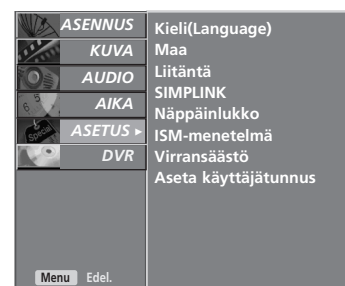 ASENNUS
KUVA
AUDIO
AIKA
ASETUS ►
DVR
Kieli(Language)
Maa
Liitäntä
SIMPLINK
Näppäinlukko
ISM-menetelmä
Virransäästö
Aseta käyttäjätunnus
Menu Edel.